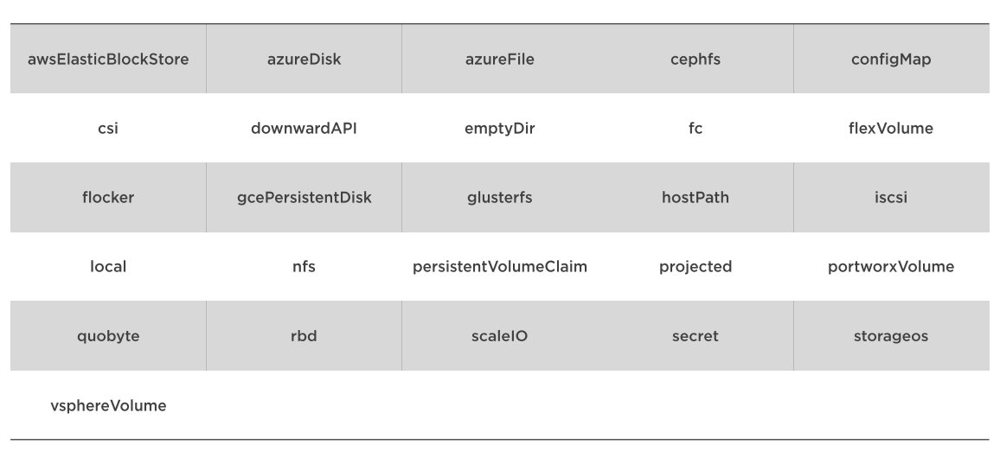 awsElasticBlockStore azureDisk azureFile cephfs configMap
csi downwardAPI emptyDir fc flexVolume
flocker gcePersistentDisk glusterfs hostPath iscsi
local nfs persistentVolumeClaim projected portworxVolume
quobyte rbd scaleIO secret storageos
vsphereVolume